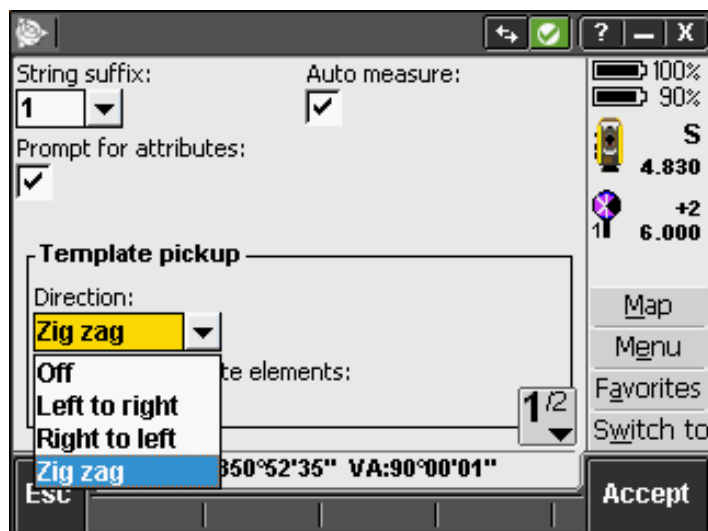 ? — X
String suffix: Auto measure:
1
Prompt for attributes:
Template pickup
Direction:
Zig zag
Off
Left to right
Right to left
Zig zag
te elements:
1/2
350°52'35" VA:90°00'01"
Esc
Accept
100%
90%
S
4.830
+2
1 6.000
Map
Menu
Favorites
Switch to